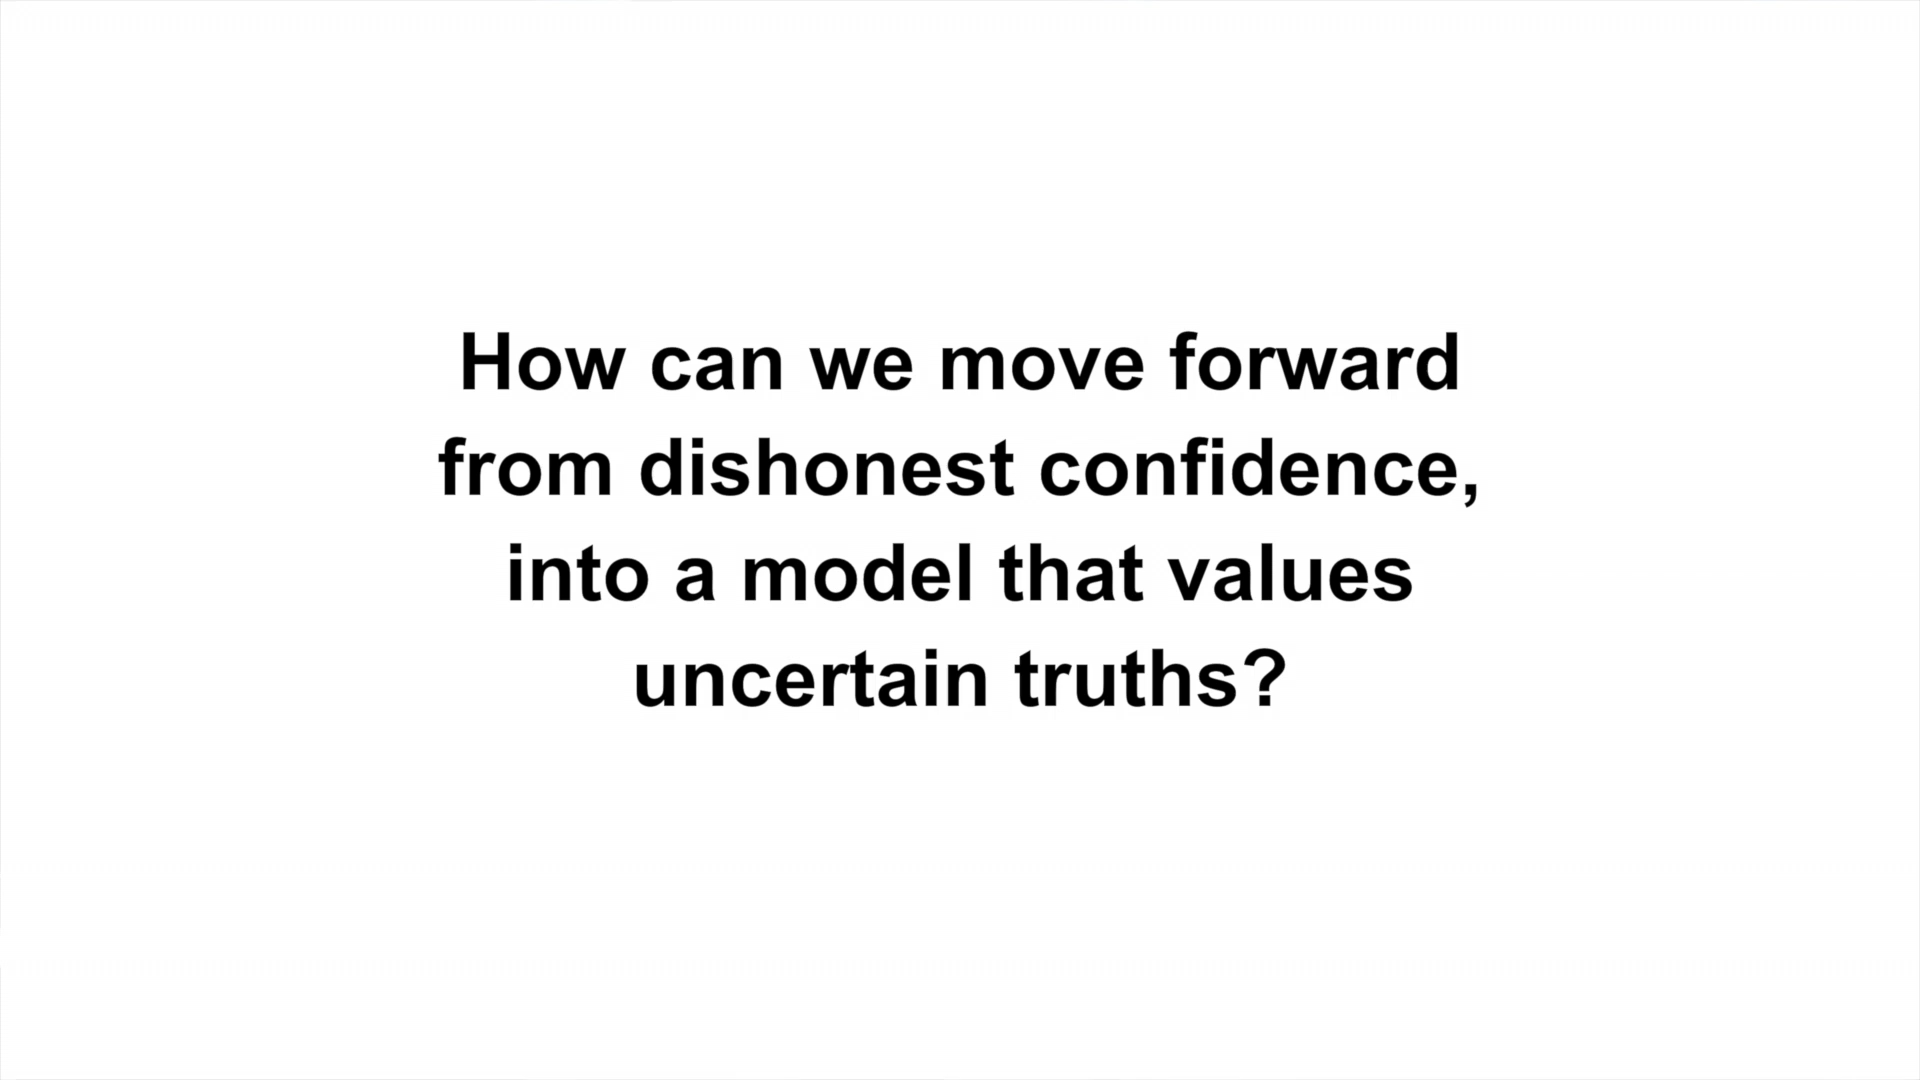 How can we move forward
from dishonest confidence,
into a model that values
uncertain truths?